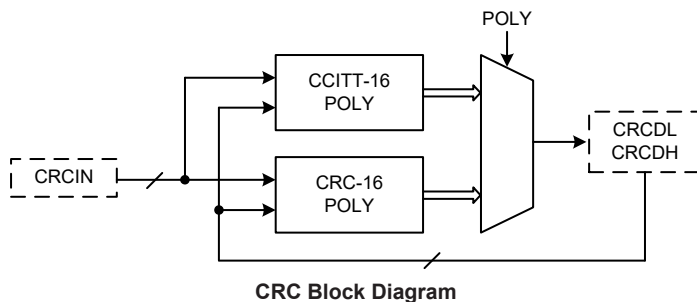 POLY
CCITT-16
POLY
CRCDL
CRCDH
CRCIN
CRC-16
POLY
CRC Block Diagram